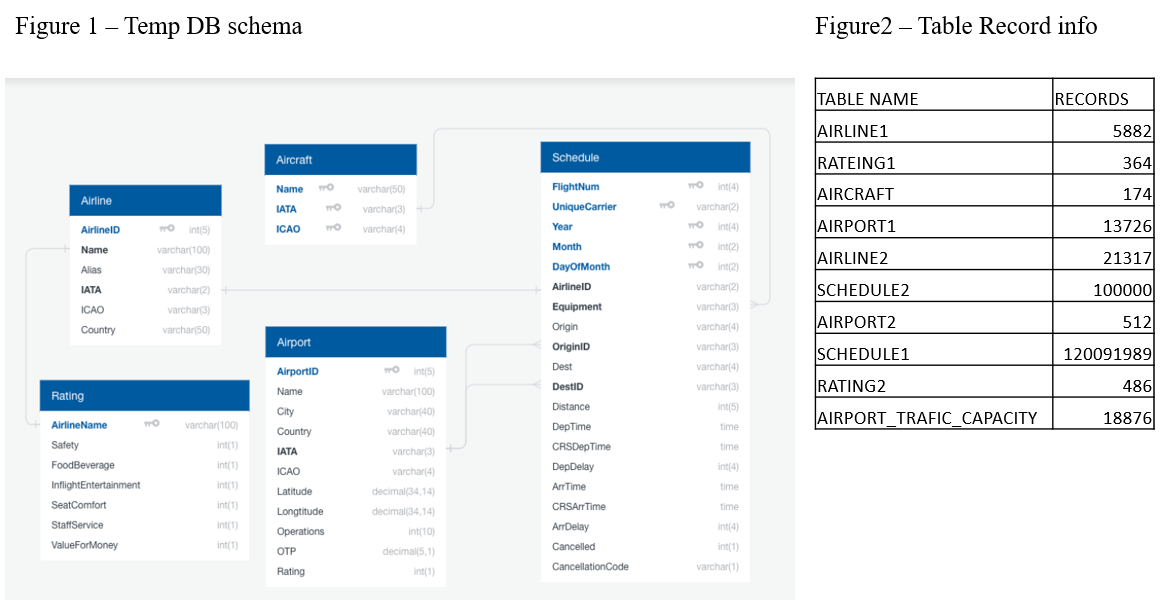 Figure 1 – Temp DB schema
Figure2 – Table Record info
Airline
AirlineID int(5)
Name varchar(100)
Alias varchar(30)
IATA varchar(2)
ICAO varchar(3)
Country varchar(50)
Rating
AirlineName varchar(100)
Safety int(1)
FoodBeverage int(1)
InflightEntertainment int(1)
SeatComfort int(1)
StaffService int(1)
ValueForMoney int(1)
Aircraft
Name varchar(50)
IATA varchar(3)
ICAO varchar(4)
Airport
AirportID int(5)
Name varchar(100)
City varchar(40)
Country varchar(40)
IATA varchar(3)
ICAO varchar(4)
Latitude decimal(34,14)
Longtitude decimal(34,14)
Operations int(10)
OTP decimal(5,1)
Rating int(1)
Schedule
FlightNum int(4)
UniqueCarrier varchar(2)
Year int(4)
Month int(2)
DayOfMonth int(2)
AirlineID varchar(2)
Equipment varchar(3)
Origin varchar(4)
OriginID varchar(3)
Dest varchar(4)
DestID varchar(3)
Distance int(5)
DepTime time
CRSDepTime time
DepDelay int(4)
ArrTime time
CRSArrTime time
ArrDelay int(4)
Cancelled int(1)
CancellationCode varchar(1)
TABLE NAME RECORDS
AIRLINE1 5882
RATEING1 364
AIRCRAFT 174
AIRPORT1 13726
AIRLINE2 21317
SCHEDULE2 100000
AIRPORT2 512
SCHEDULE1 120091989
RATING2 486
AIRPORT_TRAFIC_CAPACITY 18876